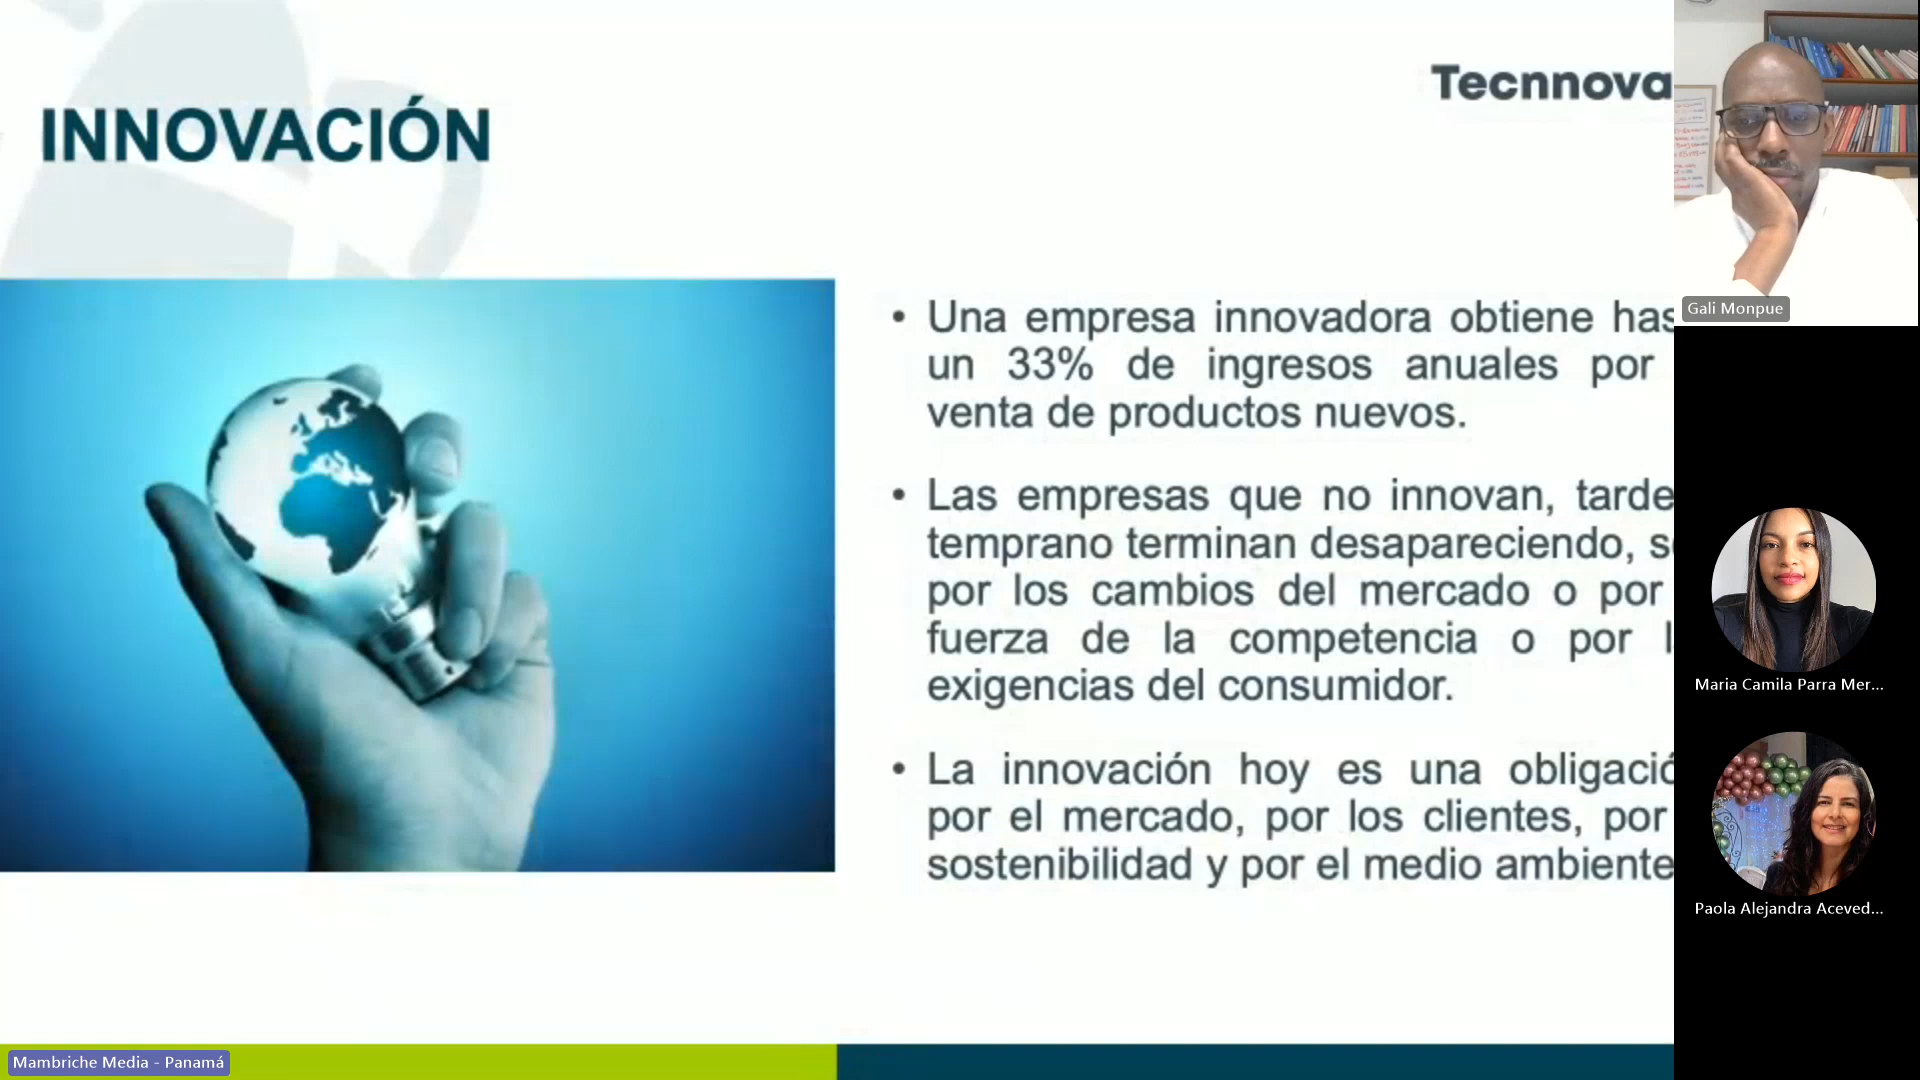 Tecnnova
INNOVACIÓN
• Una empresa innovadora obtiene
un 33% de ingresos anuales por
venta de productos nuevos.
• Las empresas que no innovan, tarde
temprano terminan desapareciendo,
por los cambios del mercado o por
fuerza de la competencia o por
exigencias del consumidor.
• La innovación hoy es una
por el mercado, por los clientes, por
sostenibilidad y por el medio ambiente
Gali Monpue
Maria Camila Parra Mer...
Paola Alejandra Aceved...
Mambriche Media - Panamá